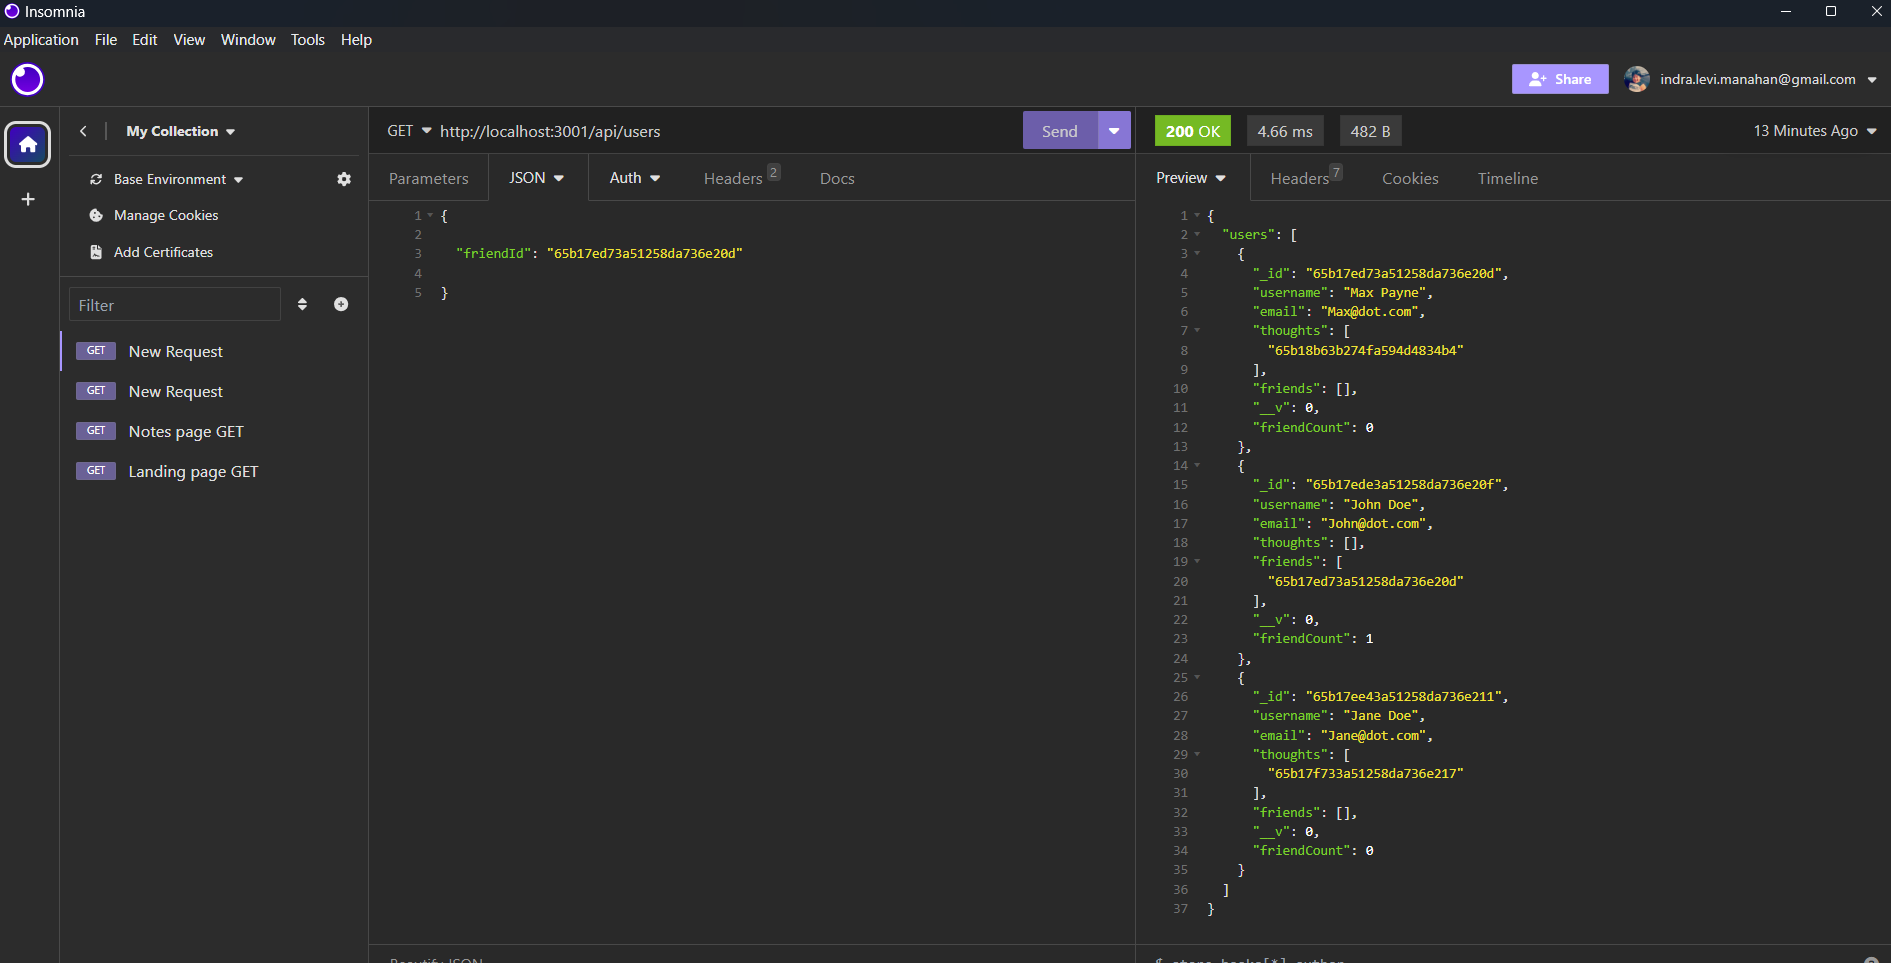 Insomnia
Application File Edit View Window Tools Help
Share indra.levi.manahan@gmail.com
My Collection
Base Environment
Manage Cookies
Add Certificates
Filter
GET New Request
GET New Request
GET Notes page GET
GET Landing page GET
GET http://localhost:3001/api/users Send
Parameters JSON Auth Headers 2 Docs
1 {
2
3 "friendId": "65b17ed73a51258da736e20d"
4
5 }
200 OK 4.66 ms 482 B 13 Minutes Ago
Preview Headers 7 Cookies Timeline
1 {
2 "users": [
3 {
4 "_id": "65b17ed73a51258da736e20d",
5 "username": "Max Payne",
6 "email": "Max@dot.com",
7 "thoughts": [
8 "65b18b63b274fa594d4834b4"
9 ],
10 "friends": [],
11 "__v": 0,
12 "friendCount": 0
13 },
14 {
15 "_id": "65b17ede3a51258da736e20f",
16 "username": "John Doe",
17 "email": "John@dot.com",
18 "thoughts": [],
19 "friends": [
20 "65b17ed73a51258da736e20d"
21 ],
22 "__v": 0,
23 "friendCount": 1
24 },
25 {
26 "_id": "65b17ee43a51258da736e211",
27 "username": "Jane Doe",
28 "email": "Jane@dot.com",
29 "thoughts": [
30 "65b17f733a51258da736e217"
31 ],
32 "friends": [],
33 "__v": 0,
34 "friendCount": 0
35 }
36 ]
37 }
Beautify JSON